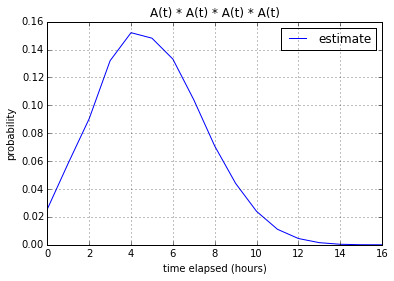 A(t) * A(t) * A(t) * A(t)
estimate
probability
0.16
0.14
0.12
0.10
0.08
0.06
0.04
0.02
0.00
0 2 4 6 8 10 12 14 16
time elapsed (hours)